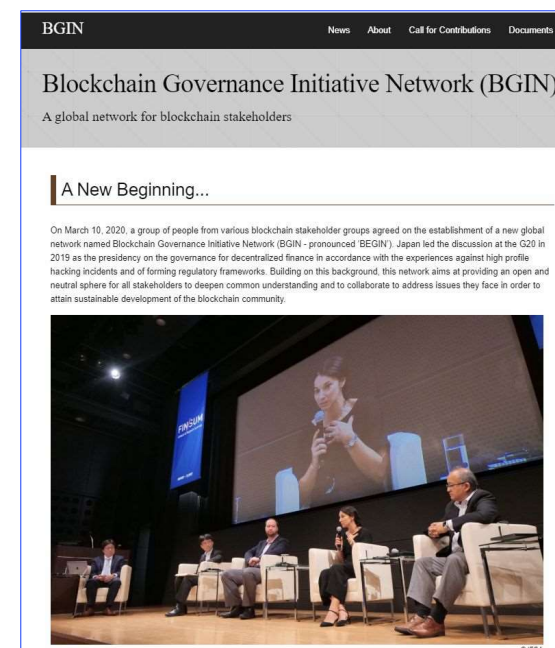 BGIN
News About Call for Contributions Documents
Blockchain Governance Initiative Network (BGIN)
A global network for blockchain stakeholders
A New Beginning...
On March 10, 2020, a group of people from various blockchain stakeholder groups agreed on the establishment of a new global
network named Blockchain Governance Initiative Network (BGIN - pronounced 'BEGIN'). Japan led the discussion at the G20 in
2019 as the presidency on the governance for decentralized finance in accordance with the experiences against high profile
hacking incidents and of forming regulatory frameworks. Building on this background, this network aims at providing an open and
neutral sphere for all stakeholders to deepen common understanding and to collaborate to address issues they face in order to
attain sustainable development of the blockchain community.
FIN/SUM